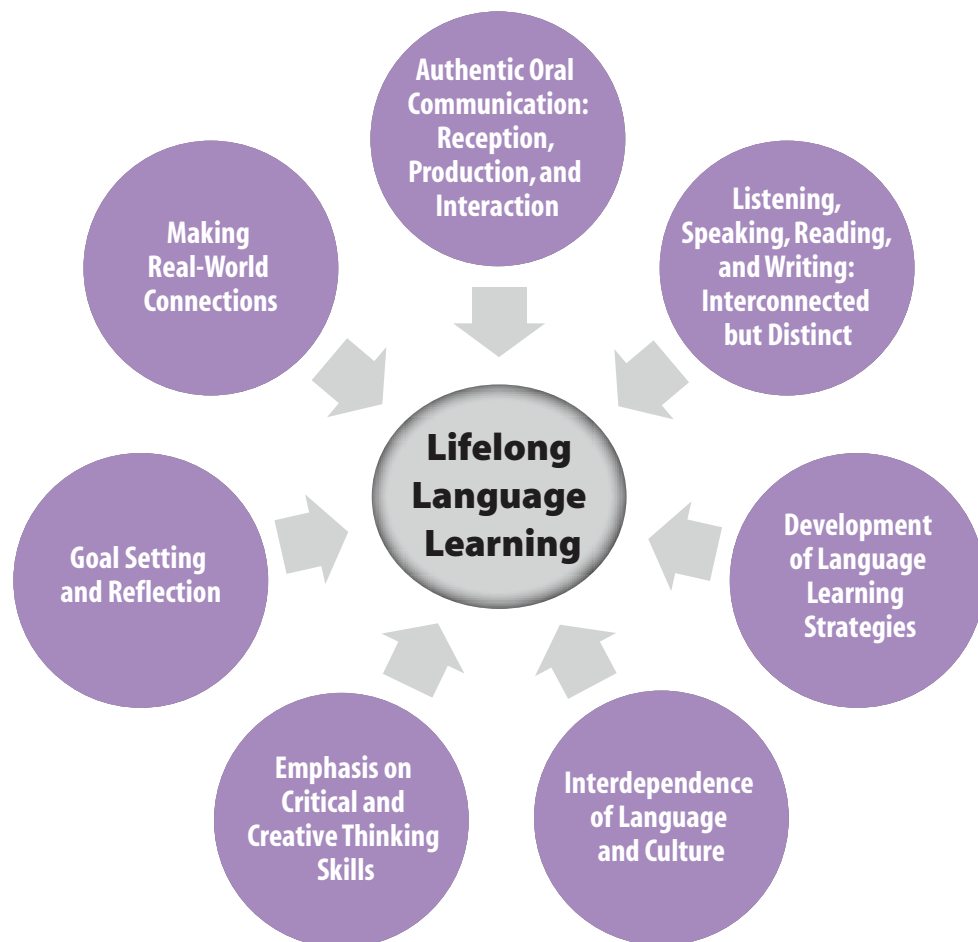 Authentic Oral
Communication:
Reception,
Production, and
Interaction
Listening,
Speaking, Reading,
and Writing:
Interconnected
but Distinct
Development
of Language
Learning
Strategies
Interdependence
of Language
and Culture
Emphasis on
Critical and
Creative Thinking
Skills
Goal Setting
and Reflection
Making
Real-World
Connections
Lifelong
Language
Learning